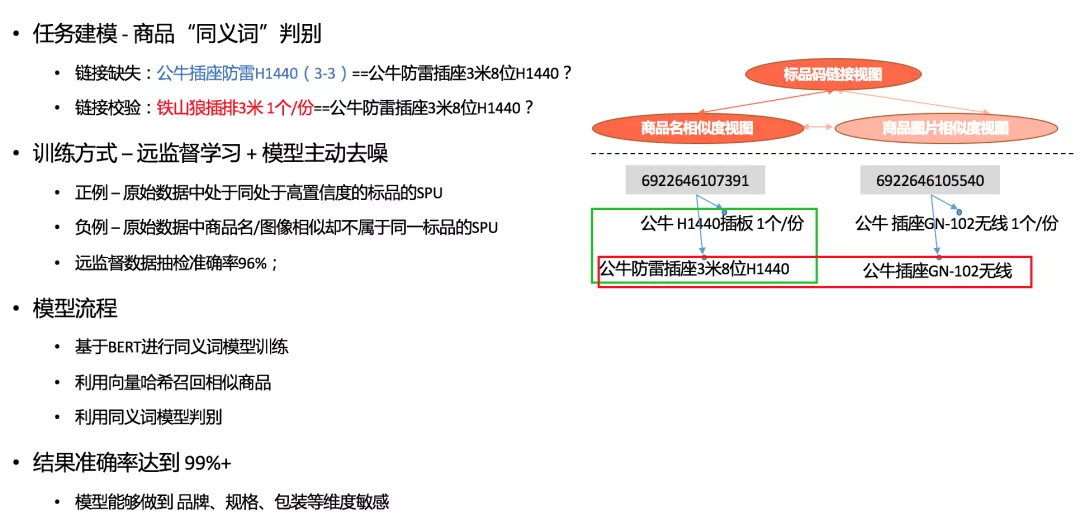 任务建模 - 商品“同义词”判别
链接缺失：公牛插座防雷H1440（3-3）==公牛防雷插座3米8位H1440？
链接校验：铁山狼插排3米 1个/份==公牛防雷插座3米8位H1440？
训练方式 – 远监督学习 + 模型主动去噪
正例 – 原始数据中处于同处于高置信度的标品的SPU
负例 – 原始数据中商品名/图像相似却不属于同一标品的SPU
远监督数据抽检准确率96%；
模型流程
基于BERT进行同义词模型训练
利用向量哈希召回相似商品
利用同义词模型判别
结果准确率达到 99%+
模型能够做到 品牌、规格、包装等维度敏感
标品码链接视图
商品名相似度视图
商品图片相似度视图
6922646107391
6922646105540
公牛 H1440插板 1个/份
公牛 插座GN-102无线 1个/份
公牛防雷插座3米8位H1440
公牛插座GN-102无线